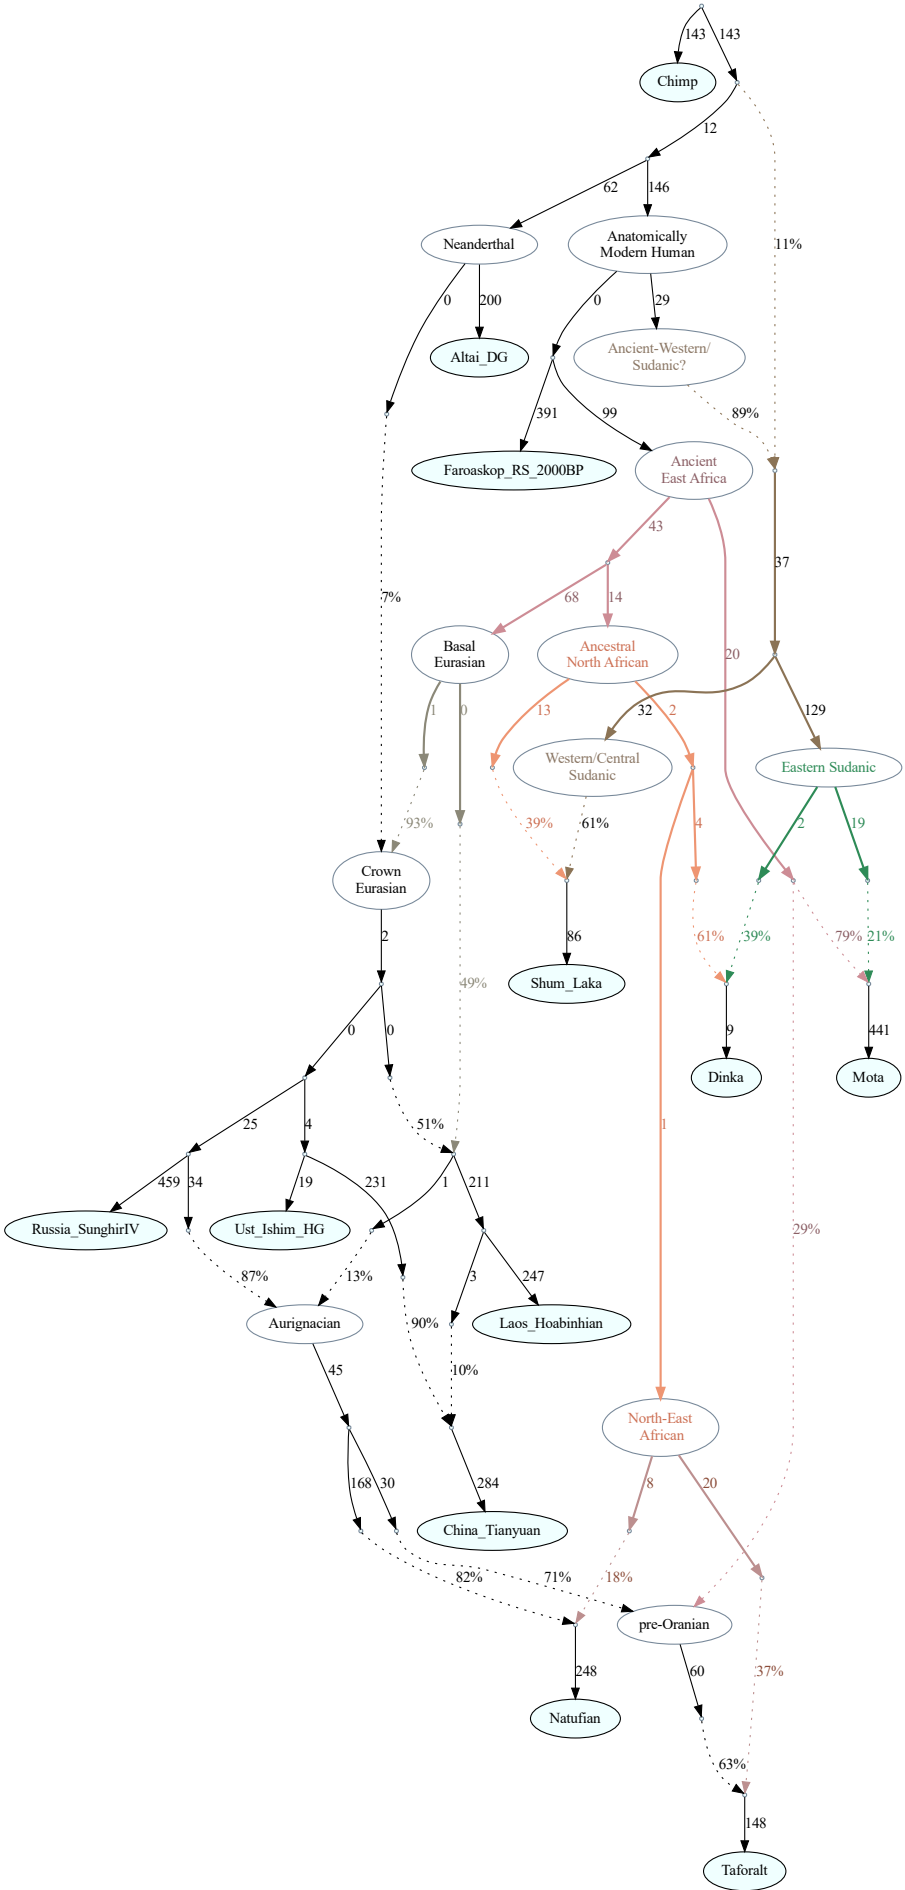 143
143
Chimp
12
62
146
Neanderthal
Anatomically
Modern Human
11%
0
200
0
29
Altai_DG
Ancient-Western/
Sudanic?
391
99
89%
Faroaskop_RS_2000BP
Ancient
East Africa
43
37
7%
68
14
Basal
Eurasian
Ancestral
North African
20
1
0
13
32
2
129
Western/Central
Sudanic
Eastern Sudanic
93%
39%
61%
4
2
19
Crown
Eurasian
2
86
61%
39%
79%
21%
49%
Shum_Laka
0
0
9
441
Dinka
Mota
25
4
51%
1
459
34
19
231
1
211
Russia_SunghirIV
Ust_Ishim_HG
29%
87%
13%
3
247
Aurignacian
90%
Laos_Hoabinhian
45
10%
North-East
African
168
30
284
8
20
China_Tianyuan
82%
71%
18%
pre-Oranian
248
60
37%
Natufian
63%
148
Taforalt